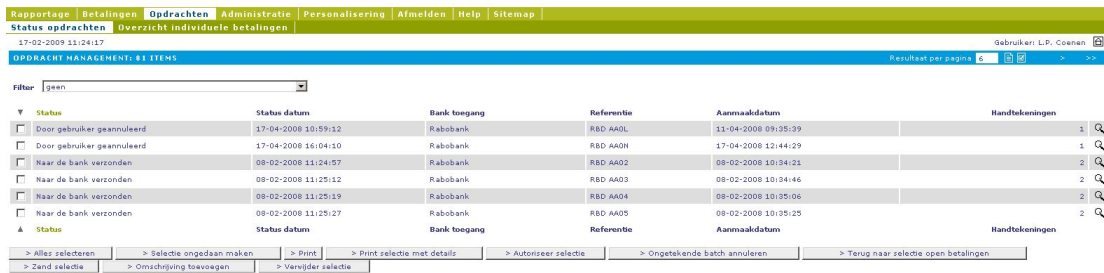 Rapportage Betalingen Opdrachten Administratie Personalisering Afmelden Help Sitemap
Status opdrachten Overzicht individuele betalingen
17-02-2009 11:24:17 Gebruiker: L.P. Coenen
OPDRACHT MANAGEMENT: 81 ITEMS Resultaat per pagina 6 > >>
Filter geen
▼ Status Status datum Bank toegang Referentie Aanmaakdatum Handtekeningen
Door gebruiker geannuleerd 17-04-2008 10:59:12 Rabobank RBD AA0L 11-04-2008 09:35:39 1
Door gebruiker geannuleerd 17-04-2008 16:04:10 Rabobank RBD AA0N 17-04-2008 12:44:29 1
Naar de bank verzonden 08-02-2008 11:24:57 Rabobank RBD AA02 08-02-2008 10:34:21 2
Naar de bank verzonden 08-02-2008 11:25:12 Rabobank RBD AA03 08-02-2008 10:34:46 2
Naar de bank verzonden 08-02-2008 11:25:19 Rabobank RBD AA04 08-02-2008 10:35:06 2
Naar de bank verzonden 08-02-2008 11:25:27 Rabobank RBD AA05 08-02-2008 10:35:25 2
▲ Status Status datum Bank toegang Referentie Aanmaakdatum Handtekeningen
> Alles selecteren > Selectie ongedaan maken > Print > Print selectie met details > Autoriseer selectie > Ongetekende batch annuleren > Terug naar selectie open betalingen
> Zend selectie > Omschrijving toevoegen > Verwijder selectie